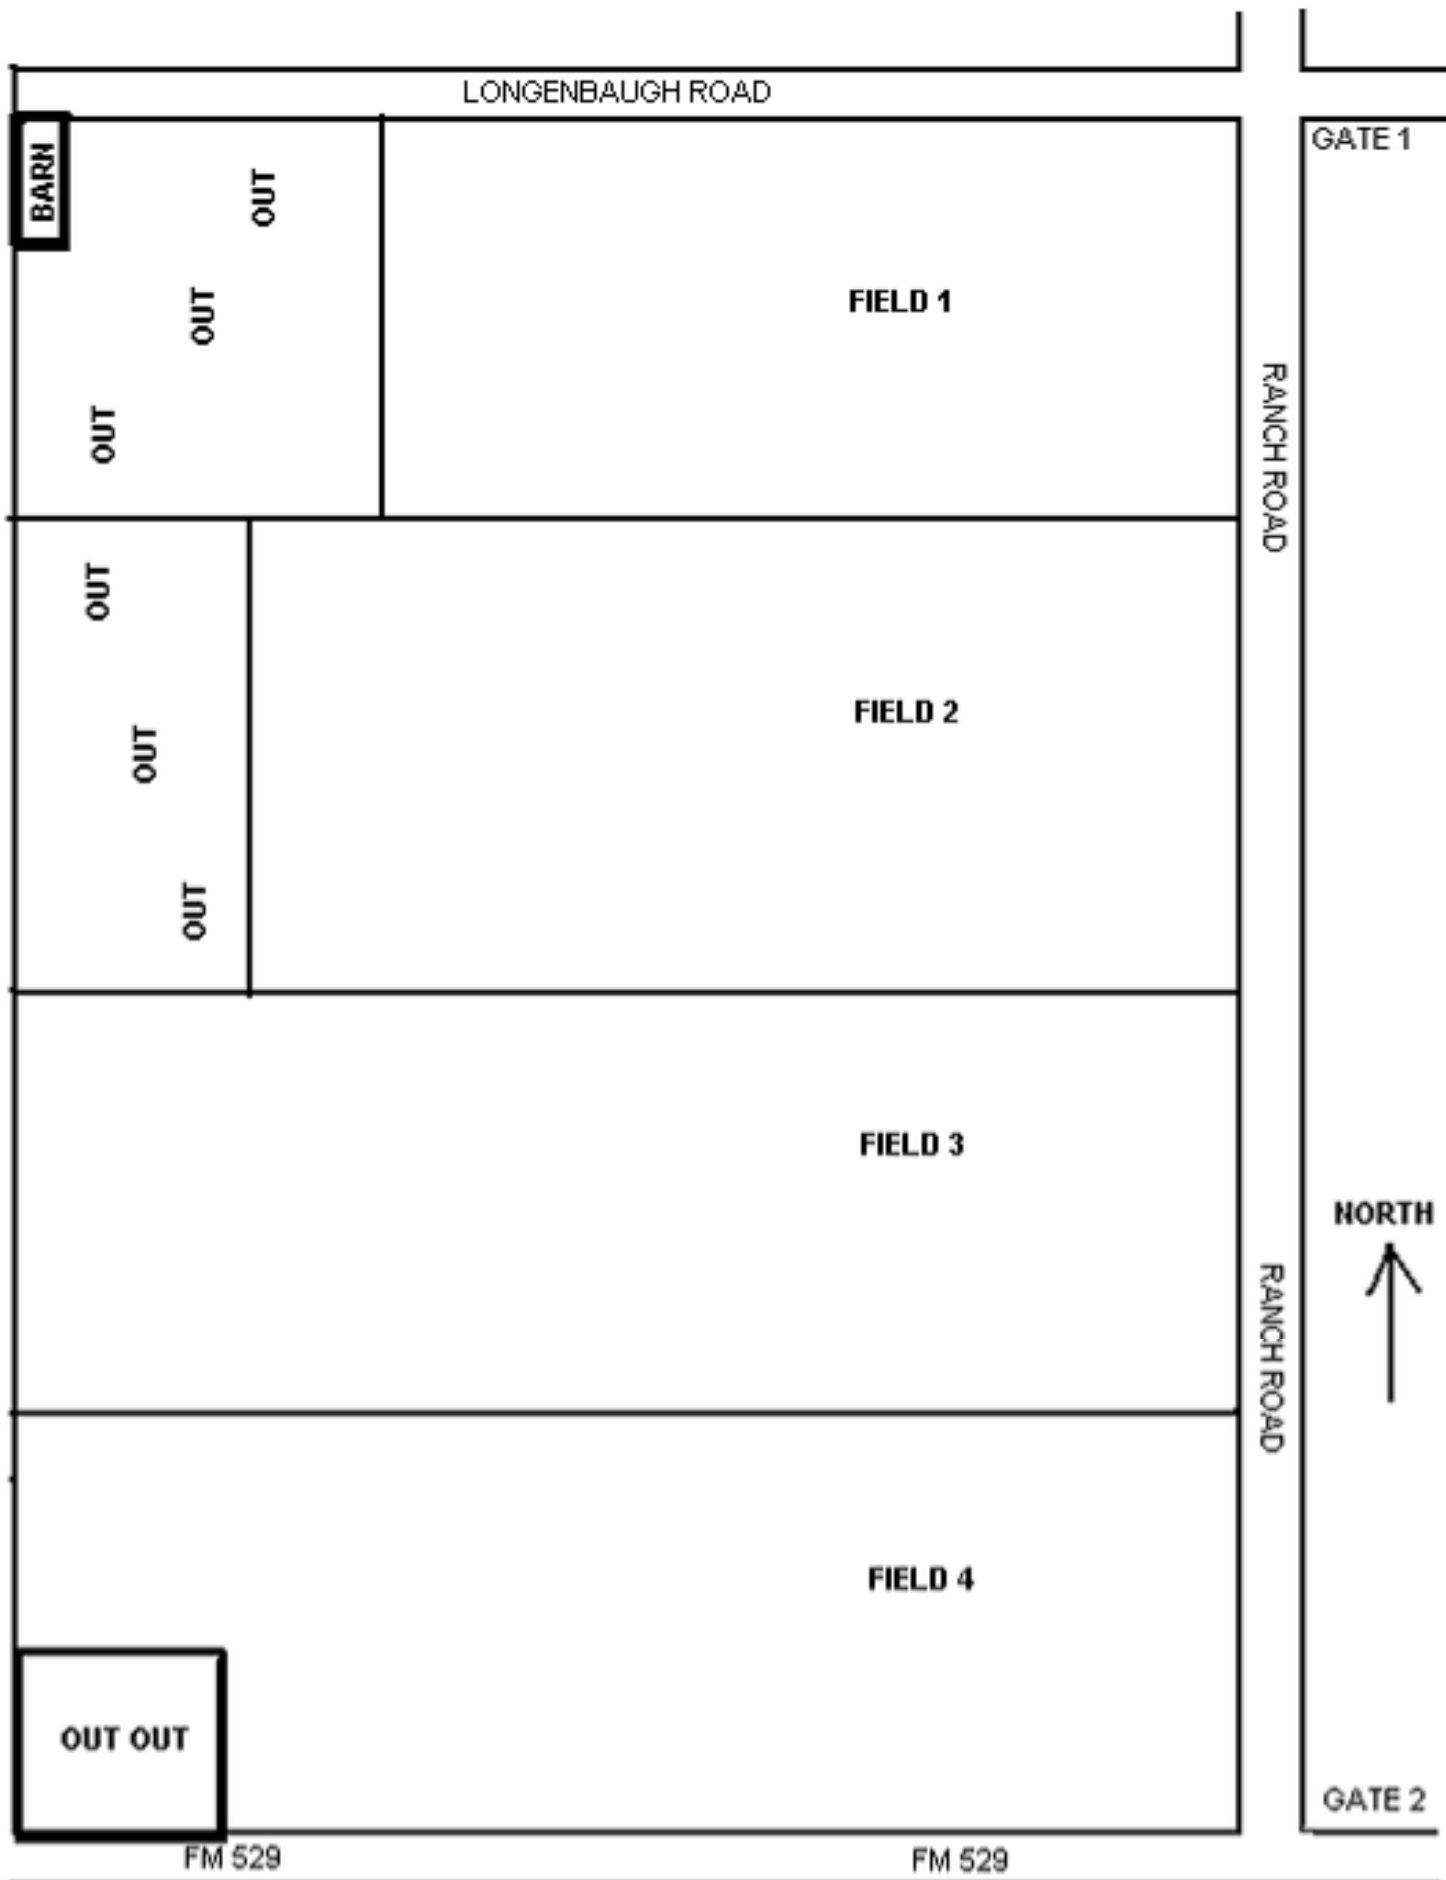 LONGENBAUGH ROAD
GATE 1
BARN
OUT
OUT
OUT
FIELD 1
RANCH ROAD
OUT
OUT
OUT
FIELD 2
FIELD 3
NORTH
RANCH ROAD
FIELD 4
OUT OUT
GATE 2
FM 529
FM 529